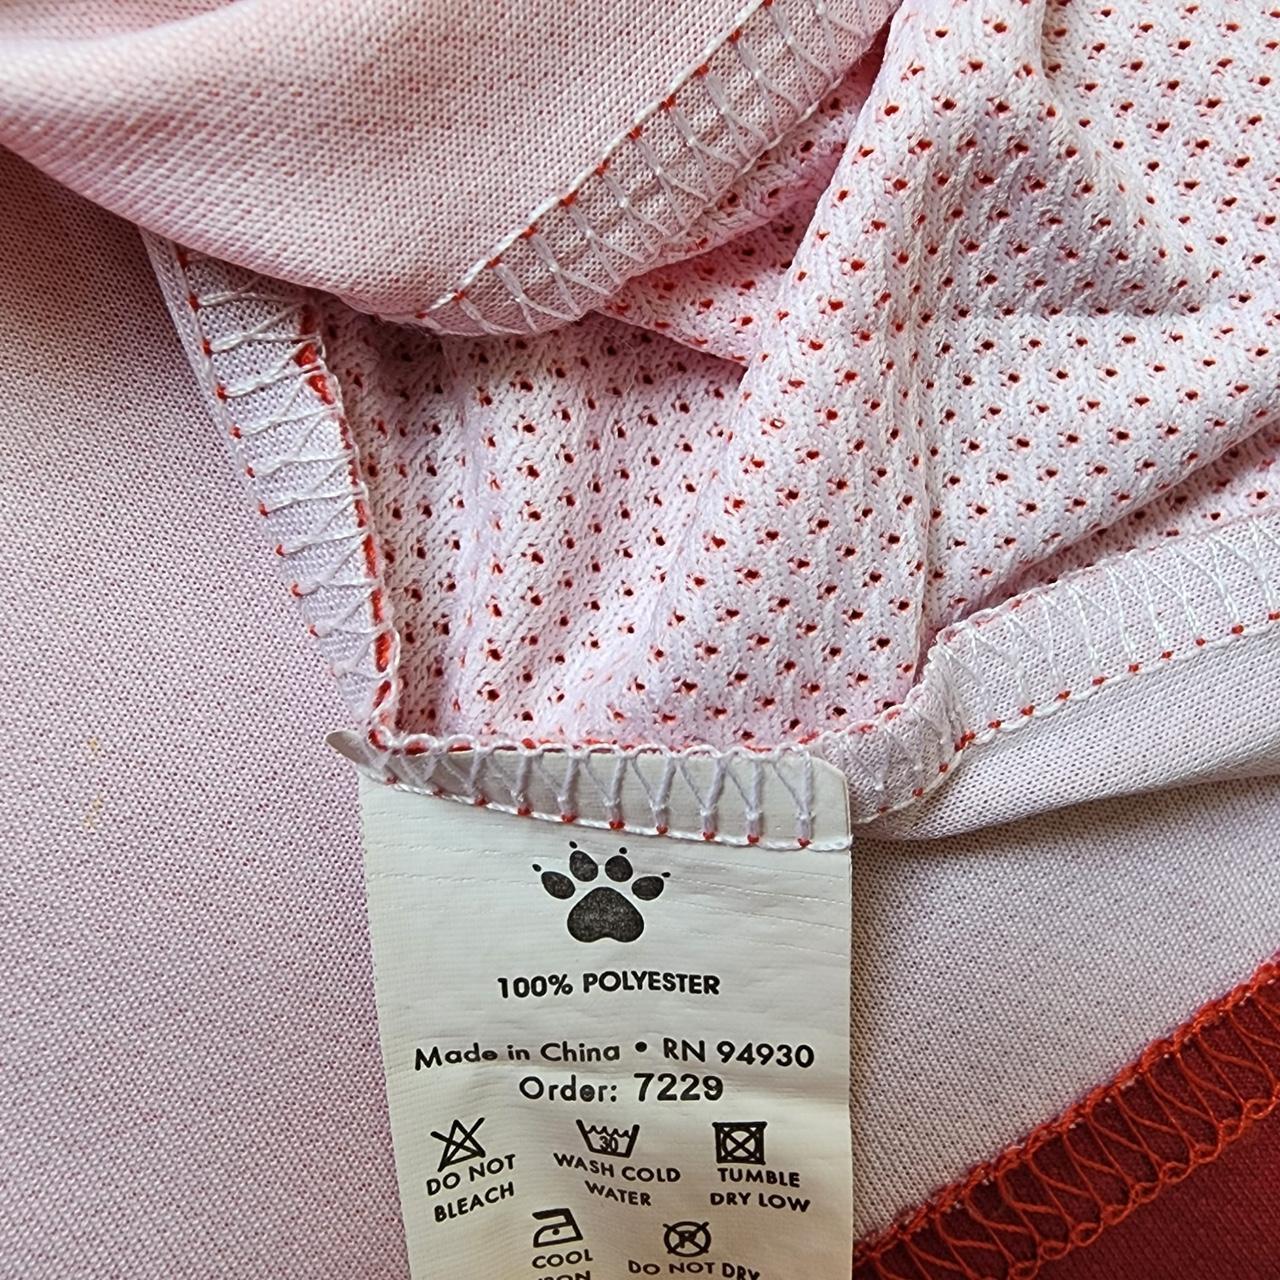 100% POLYESTER
Made in China • RN 94930
Order: 7229
30
DO NOT BLEACH
WASH COLD WATER
TUMBLE DRY LOW
P
COOL
DO NOT DRY